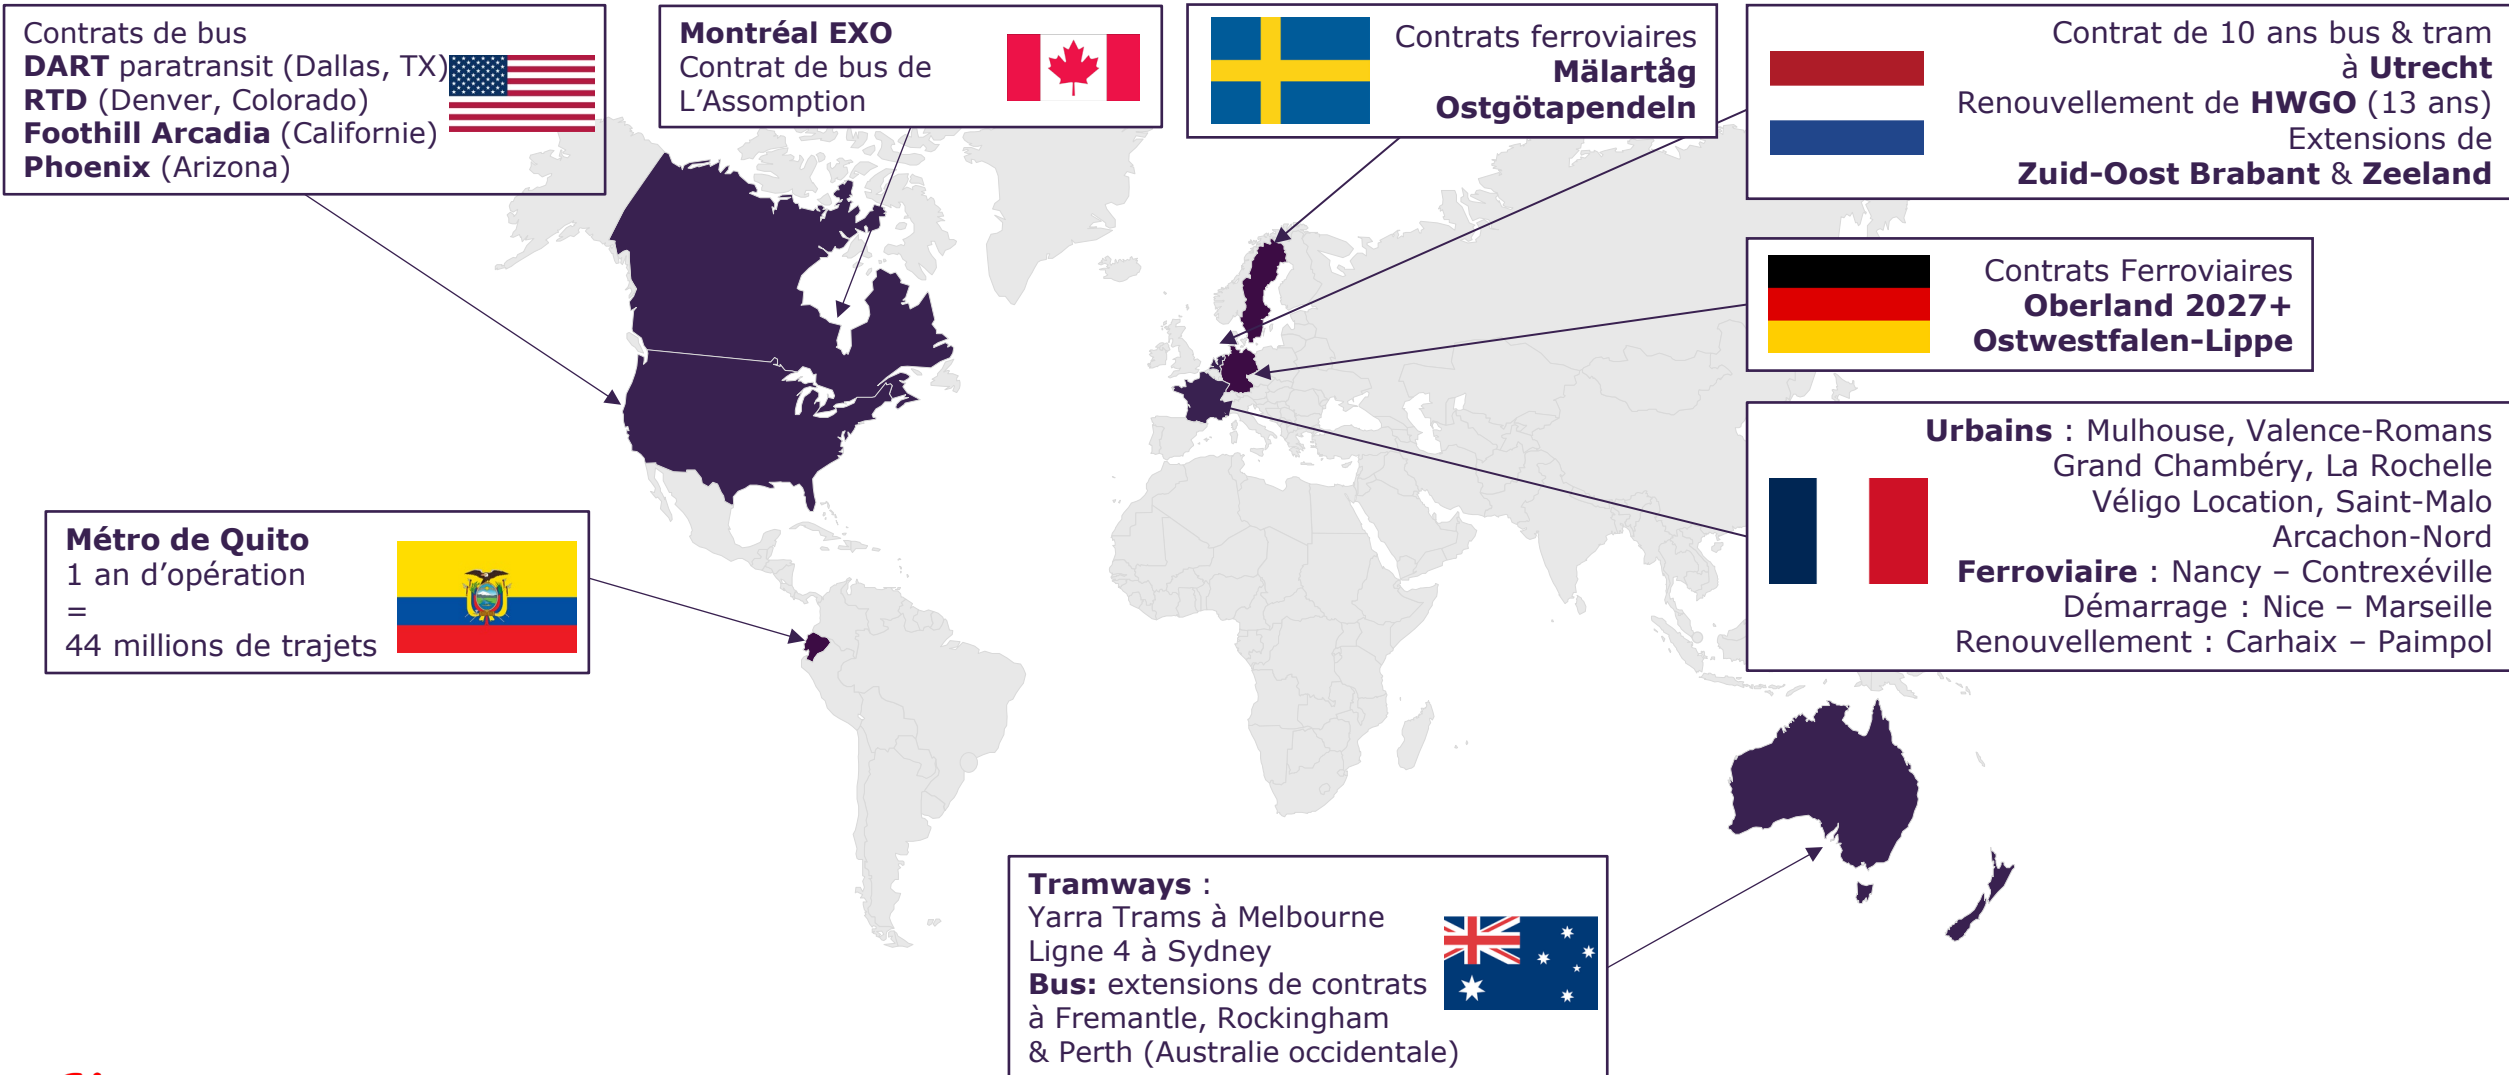 Contrats de bus
DART paratransit (Dallas, TX)
RTD (Denver, Colorado)
Foothill Arcadia (Californie)
Phoenix (Arizona)
Montréal EXO
Contrat de bus de
L’Assomption
Contrats ferroviaires
Mälartåg
Ostgötapendeln
Contrat de 10 ans bus & tram
à Utrecht
Renouvellement de HWGO (13 ans)
Extensions de
Zuid-Oost Brabant & Zeeland
Contrats Ferroviaires
Oberland 2027+
Ostwestfalen-Lippe
Urbains : Mulhouse, Valence-Romans
Grand Chambéry, La Rochelle
Véligo Location, Saint-Malo
Arcachon-Nord
Ferroviaire : Nancy – Contrexéville
Démarrage : Nice – Marseille
Renouvellement : Carhaix – Paimpol
Métro de Quito
1 an d’opération
=
44 millions de trajets
Tramways :
Yarra Trams à Melbourne
Ligne 4 à Sydney
Bus: extensions de contrats
à Fremantle, Rockingham
& Perth (Australie occidentale)